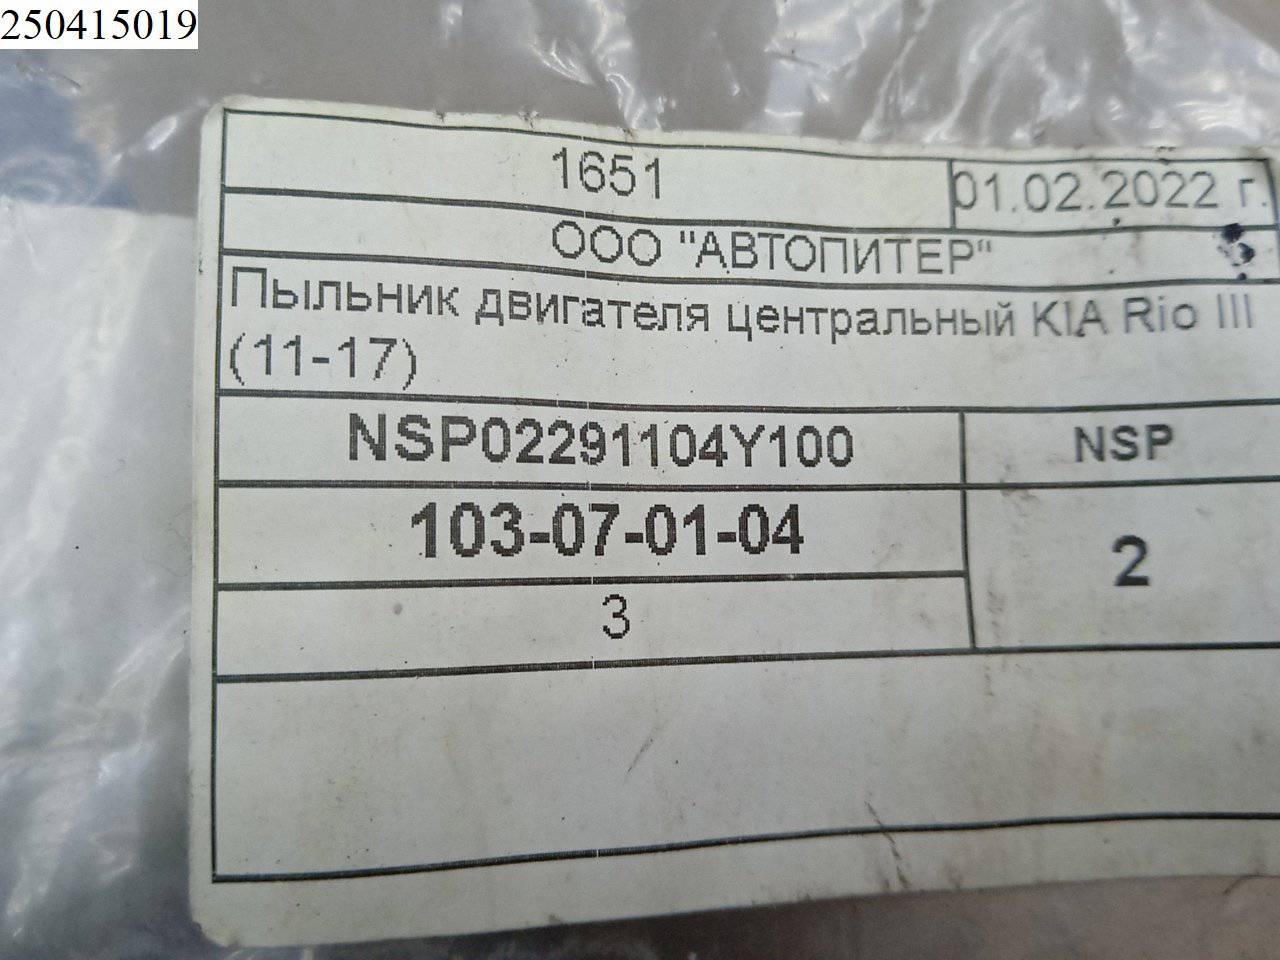 250415019
1651
01.02.2022 г.
ООО "АВТОПИТЕР"
Пыльник двигателя центральный KIA Rio III
(11-17)
NSP02291104Y100
NSP
103-07-01-04
2
3